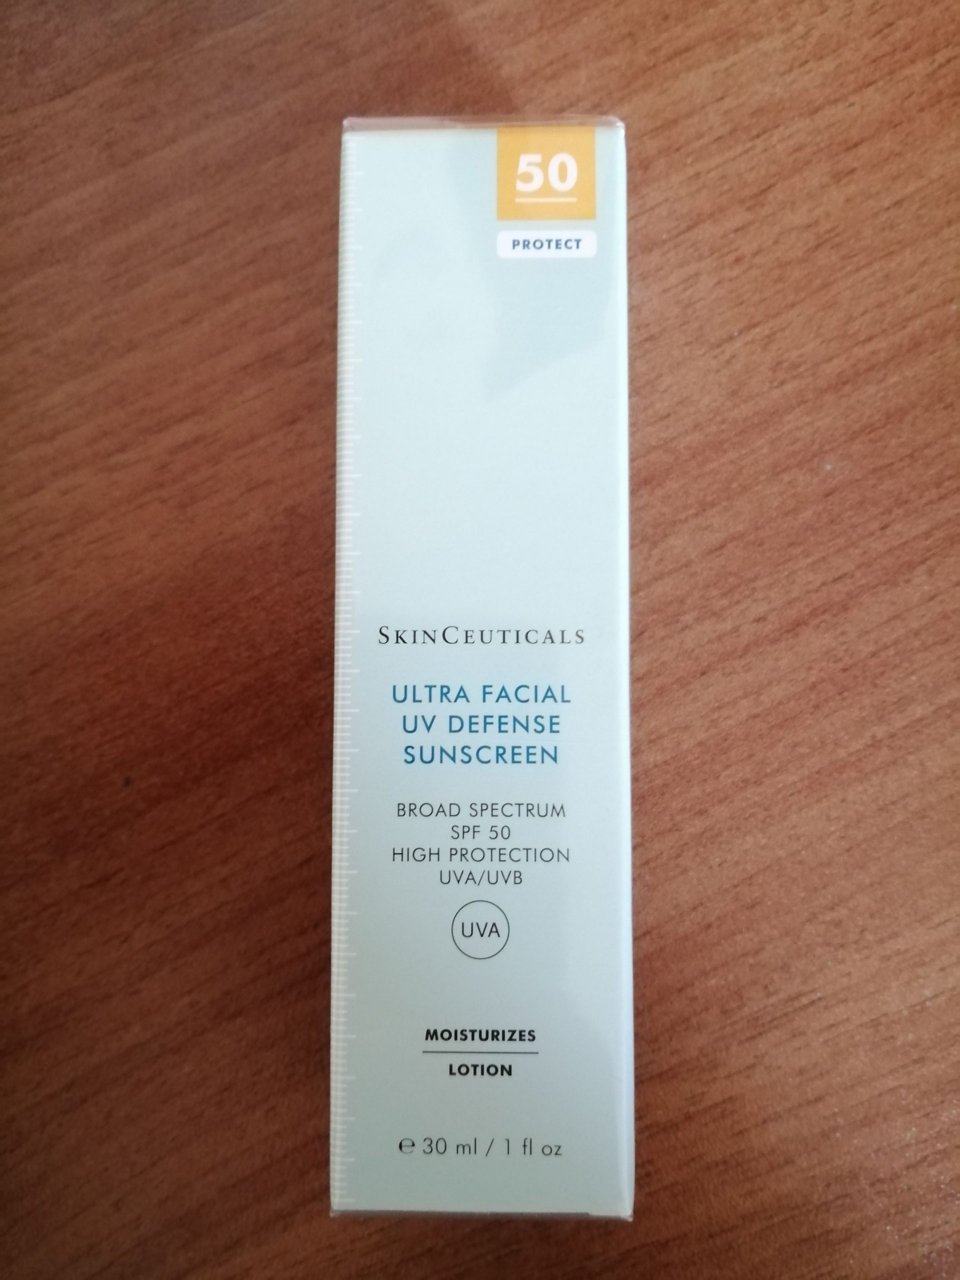 50
PROTECT
SKINCEUTICALS
ULTRA FACIAL
UV DEFENSE
SUNSCREEN
BROAD SPECTRUM
SPF 50
HIGH PROTECTION
UVA/UVB
UVA
MOISTURIZES
LOTION
℮ 30 ml / 1 fl oz